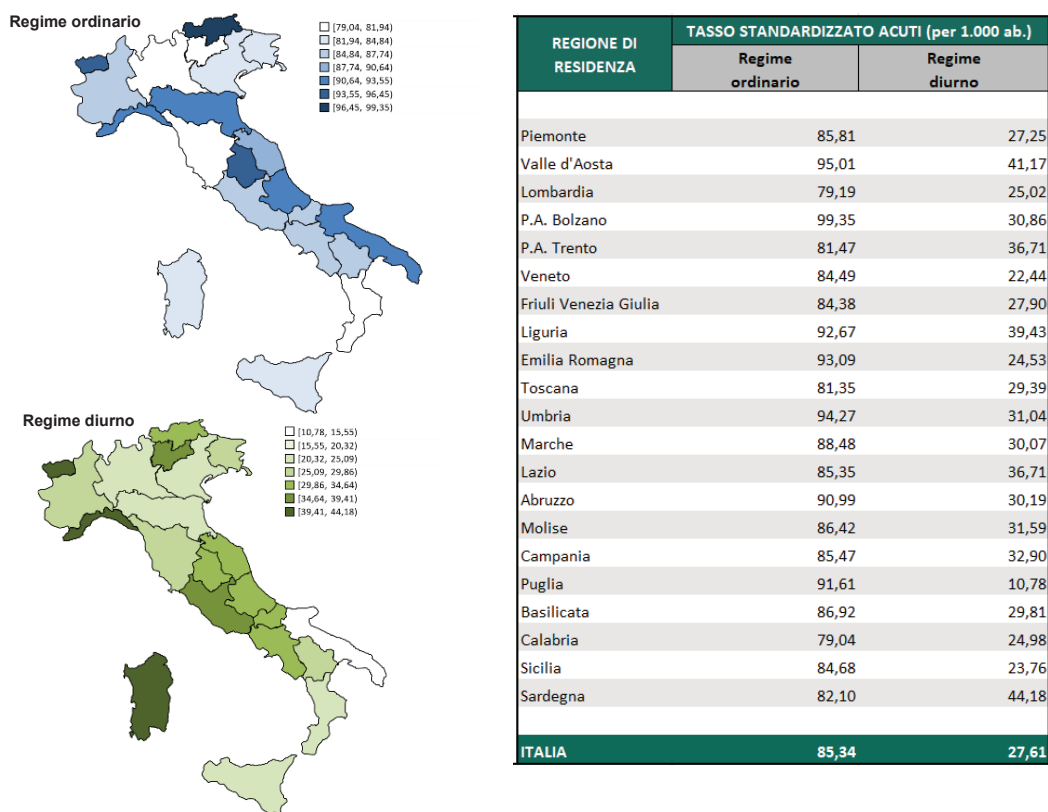 Regime ordinario
[79,04, 81,94)
[81,94, 84,84)
[84,84, 87,74)
[87,74, 90,64)
[90,64, 93,55)
[93,55, 96,45)
[96,45, 99,35)
Regime diurno
[10,78, 15,55)
[15,55, 20,32)
[20,32, 25,09)
[25,09, 29,86)
[29,86, 34,64)
[34,64, 39,41)
[39,41, 44,18)
REGIONE DI RESIDENZA
TASSO STANDARDIZZATO ACUTI (per 1.000 ab.)
Regime ordinario
Regime diurno
Piemonte 85,81 27,25
Valle d'Aosta 95,01 41,17
Lombardia 79,19 25,02
P.A. Bolzano 99,35 30,86
P.A. Trento 81,47 36,71
Veneto 84,49 22,44
Friuli Venezia Giulia 84,38 27,90
Liguria 92,67 39,43
Emilia Romagna 93,09 24,53
Toscana 81,35 29,39
Umbria 94,27 31,04
Marche 88,48 30,07
Lazio 85,35 36,71
Abruzzo 90,99 30,19
Molise 86,42 31,59
Campania 85,47 32,90
Puglia 91,61 10,78
Basilicata 86,92 29,81
Calabria 79,04 24,98
Sicilia 84,68 23,76
Sardegna 82,10 44,18
ITALIA 85,34 27,61